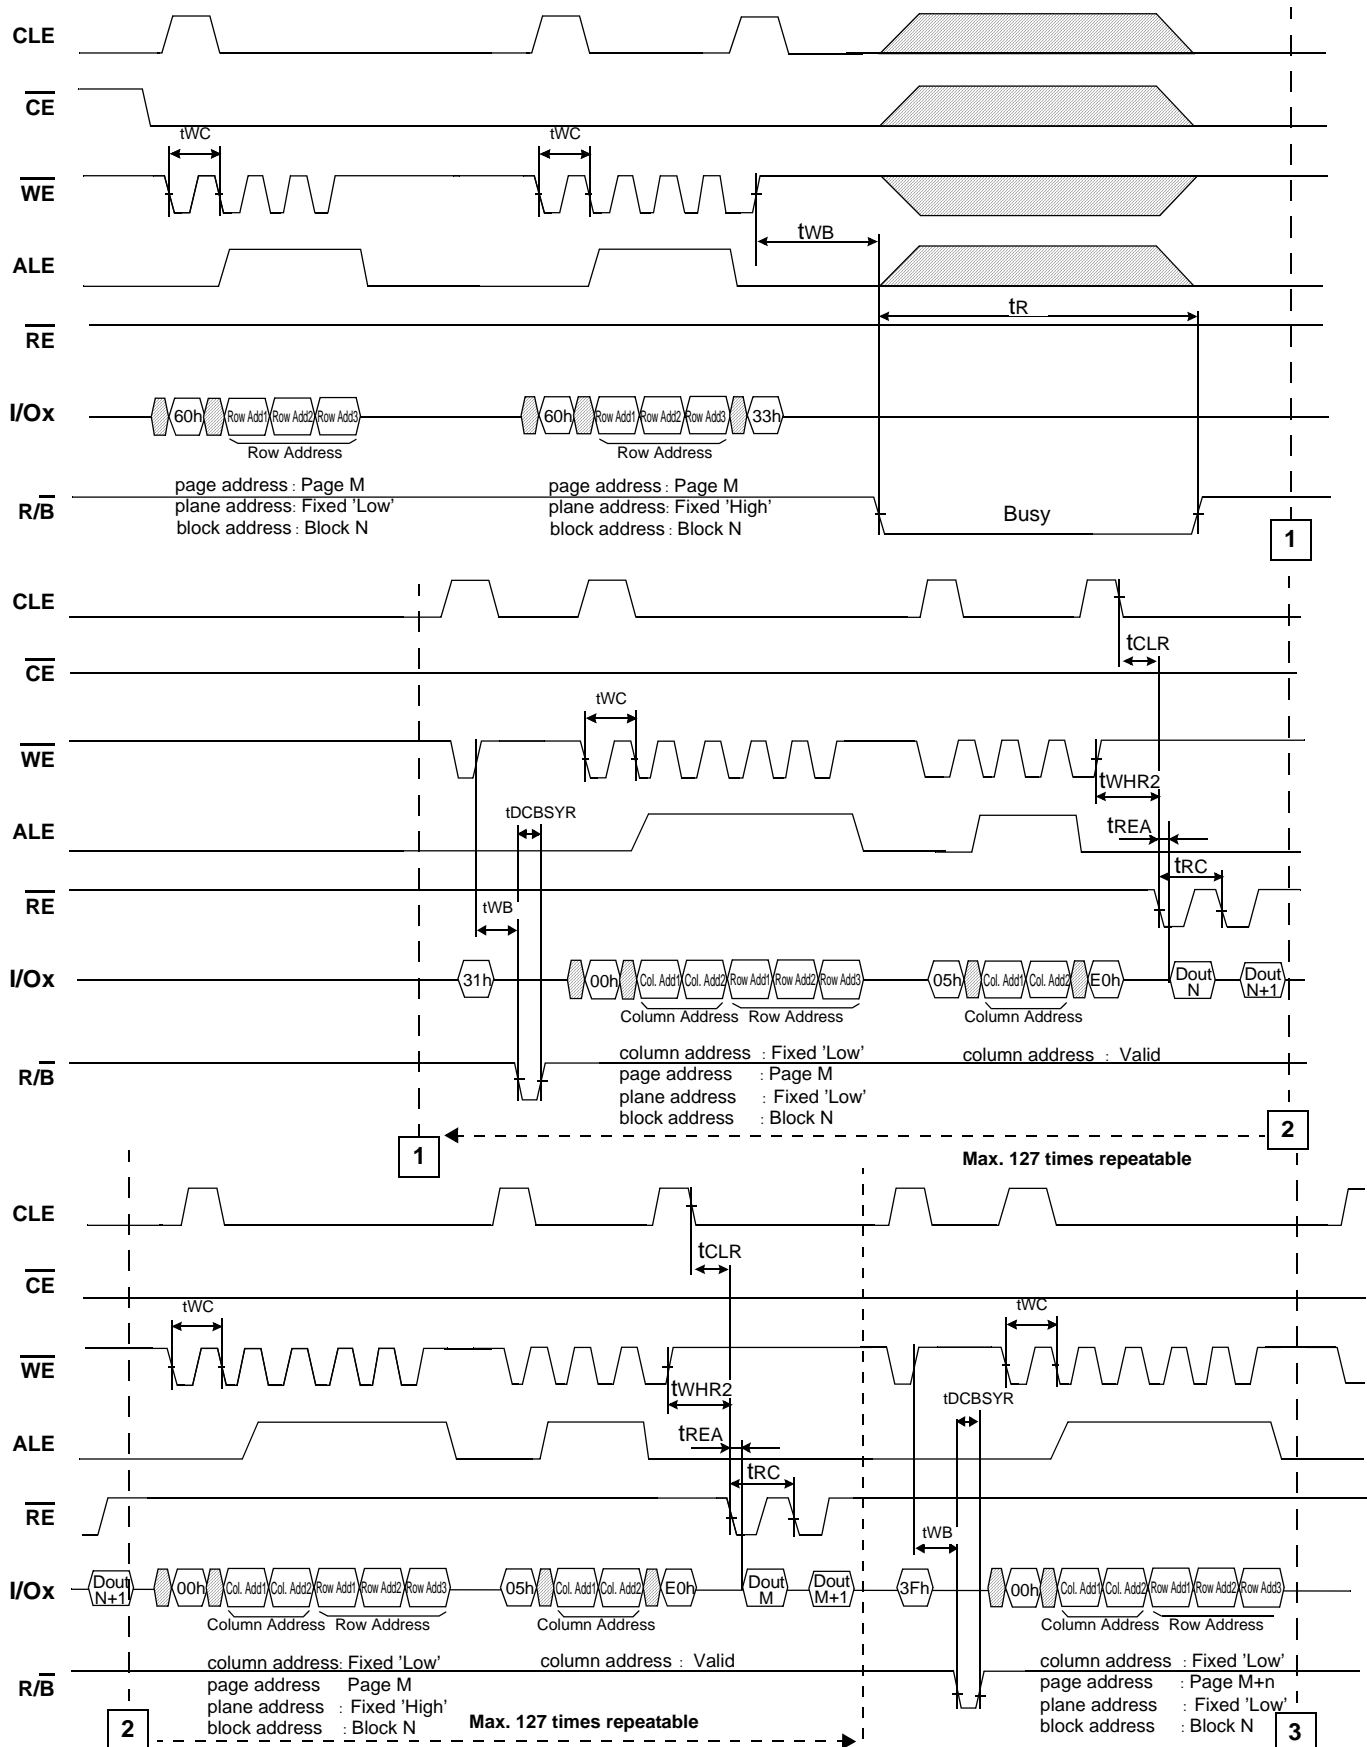 CLE
CE
tWC
tWC
WE
tWB
ALE
tR
RE
I/Ox
60h Row Add1 Row Add2 Row Add3
60h Row Add1 Row Add2 Row Add3 33h
Row Address
Row Address
page address : Page M
plane address: Fixed 'Low'
block address : Block N
page address : Page M
plane address: Fixed 'High'
block address : Block N
R/B
Busy
1
CLE
tCLR
CE
tWC
WE
tWHR2
tDCBSYR
ALE
tREA
tRC
RE
tWB
I/Ox
31h
00h Col. Add1 Col. Add2 Row Add1 Row Add2 Row Add3
05h Col. Add1 Col. Add2 E0h
Dout N
Dout N+1
Column Address Row Address
Column Address
R/B
column address : Fixed 'Low'
page address : Page M
plane address : Fixed 'Low'
block address : Block N
column address : Valid
1
2
Max. 127 times repeatable
CLE
tCLR
CE
tWC
tWC
WE
tWHR2
tDCBSYR
ALE
tREA
tRC
RE
tWB
I/Ox
Dout N+1
00h Col. Add1 Col. Add2 Row Add1 Row Add2 Row Add3
05h Col. Add1 Col. Add2 E0h
Dout M
Dout M+1
3Fh
00h Col. Add1 Col. Add2 Row Add1 Row Add2 Row Add3
Column Address Row Address
Column Address
Column Address Row Address
R/B
column address: Fixed 'Low'
page address Page M
plane address : Fixed 'High'
block address : Block N
column address : Valid
column address : Fixed 'Low'
page address : Page M+n
plane address : Fixed 'Low'
block address : Block N
2
Max. 127 times repeatable
3